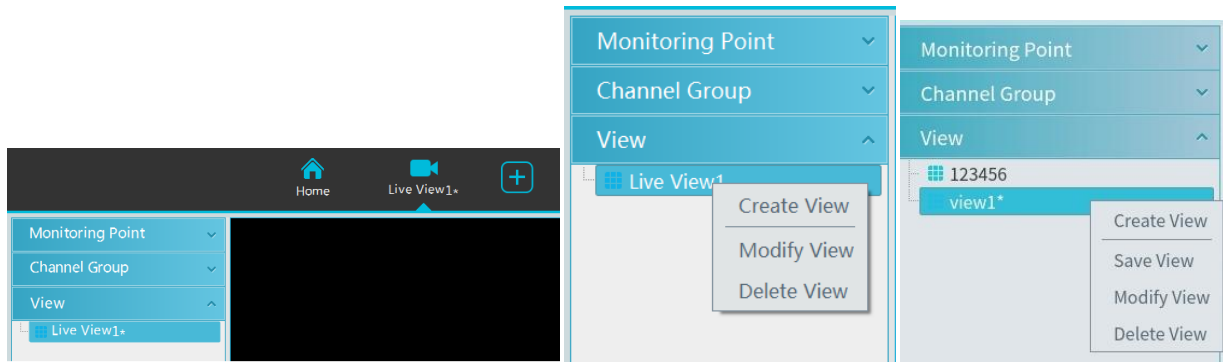 Home
Live View1*
Monitoring Point
Channel Group
View
Live View1*
Monitoring Point
Channel Group
View
Live View1
Create View
Modify View
Delete View
Monitoring Point
Channel Group
View
123456
view1*
Create View
Save View
Modify View
Delete View